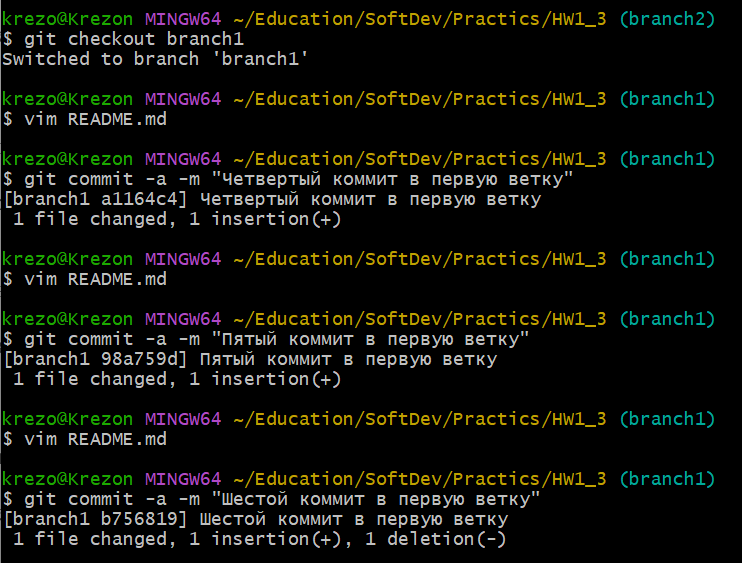 krezo@Krezon MINGW64 ~/Education/SoftDev/Practics/HW1_3 (branch2)
$ git checkout branch1
Switched to branch 'branch1'
krezo@Krezon MINGW64 ~/Education/SoftDev/Practics/HW1_3 (branch1)
$ vim README.md
krezo@Krezon MINGW64 ~/Education/SoftDev/Practics/HW1_3 (branch1)
$ git commit -a -m "Четвертый коммит в первую ветку"
[branch1 a1164c4] Четвертый коммит в первую ветку
 1 file changed, 1 insertion(+)
krezo@Krezon MINGW64 ~/Education/SoftDev/Practics/HW1_3 (branch1)
$ vim README.md
krezo@Krezon MINGW64 ~/Education/SoftDev/Practics/HW1_3 (branch1)
$ git commit -a -m "Пятый коммит в первую ветку"
[branch1 98a759d] Пятый коммит в первую ветку
 1 file changed, 1 insertion(+)
krezo@Krezon MINGW64 ~/Education/SoftDev/Practics/HW1_3 (branch1)
$ vim README.md
krezo@Krezon MINGW64 ~/Education/SoftDev/Practics/HW1_3 (branch1)
$ git commit -a -m "Шестой коммит в первую ветку"
[branch1 b756819] Шестой коммит в первую ветку
 1 file changed, 1 insertion(+), 1 deletion(-)